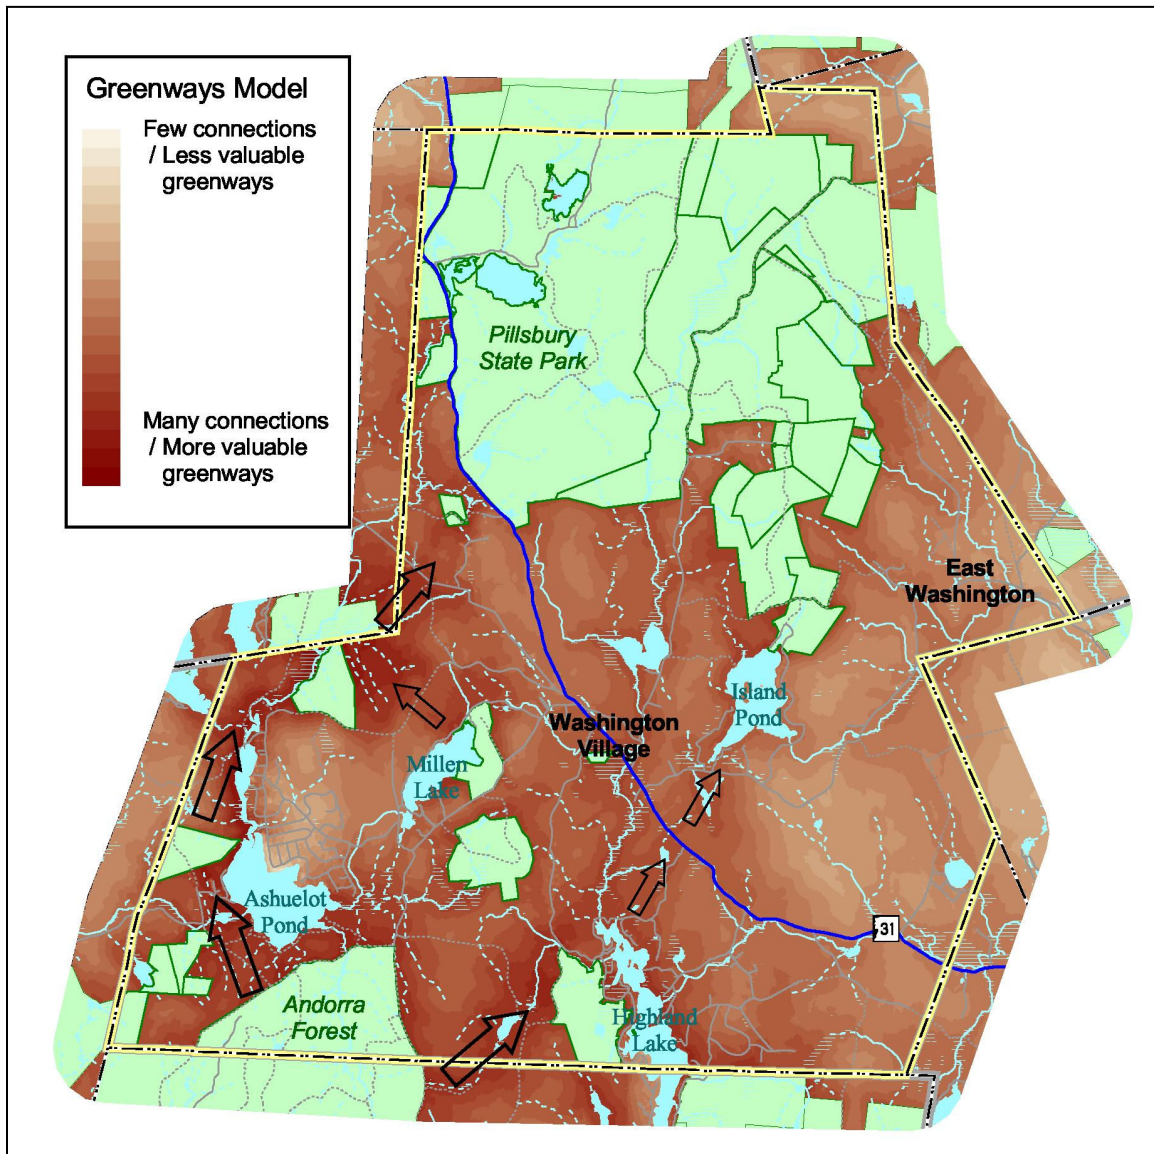 Greenways Model
Few connections
/ Less valuable
greenways
Many connections
/ More valuable
greenways
Pillsbury
State Park
East
Washington
Island
Pond
Washington
Village
Millen
Lake
Ashuelot
Pond
31
Andorra
Forest
Highland
Lake